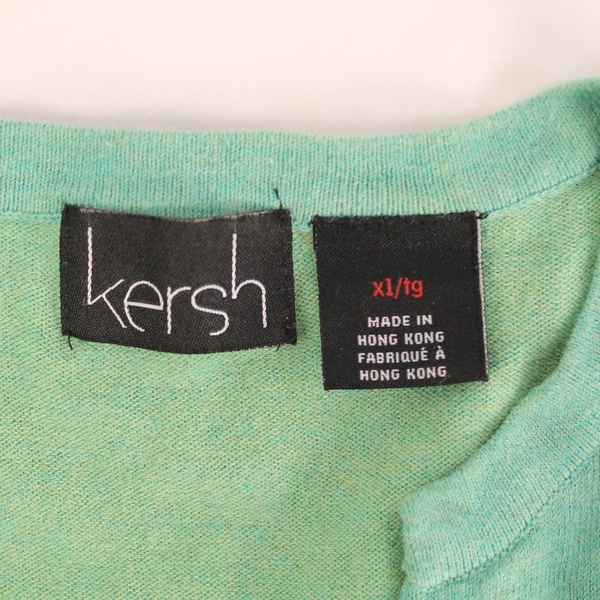 kersh
xl/tg
MADE IN
HONG KONG
FABRIQUÉ À
HONG KONG